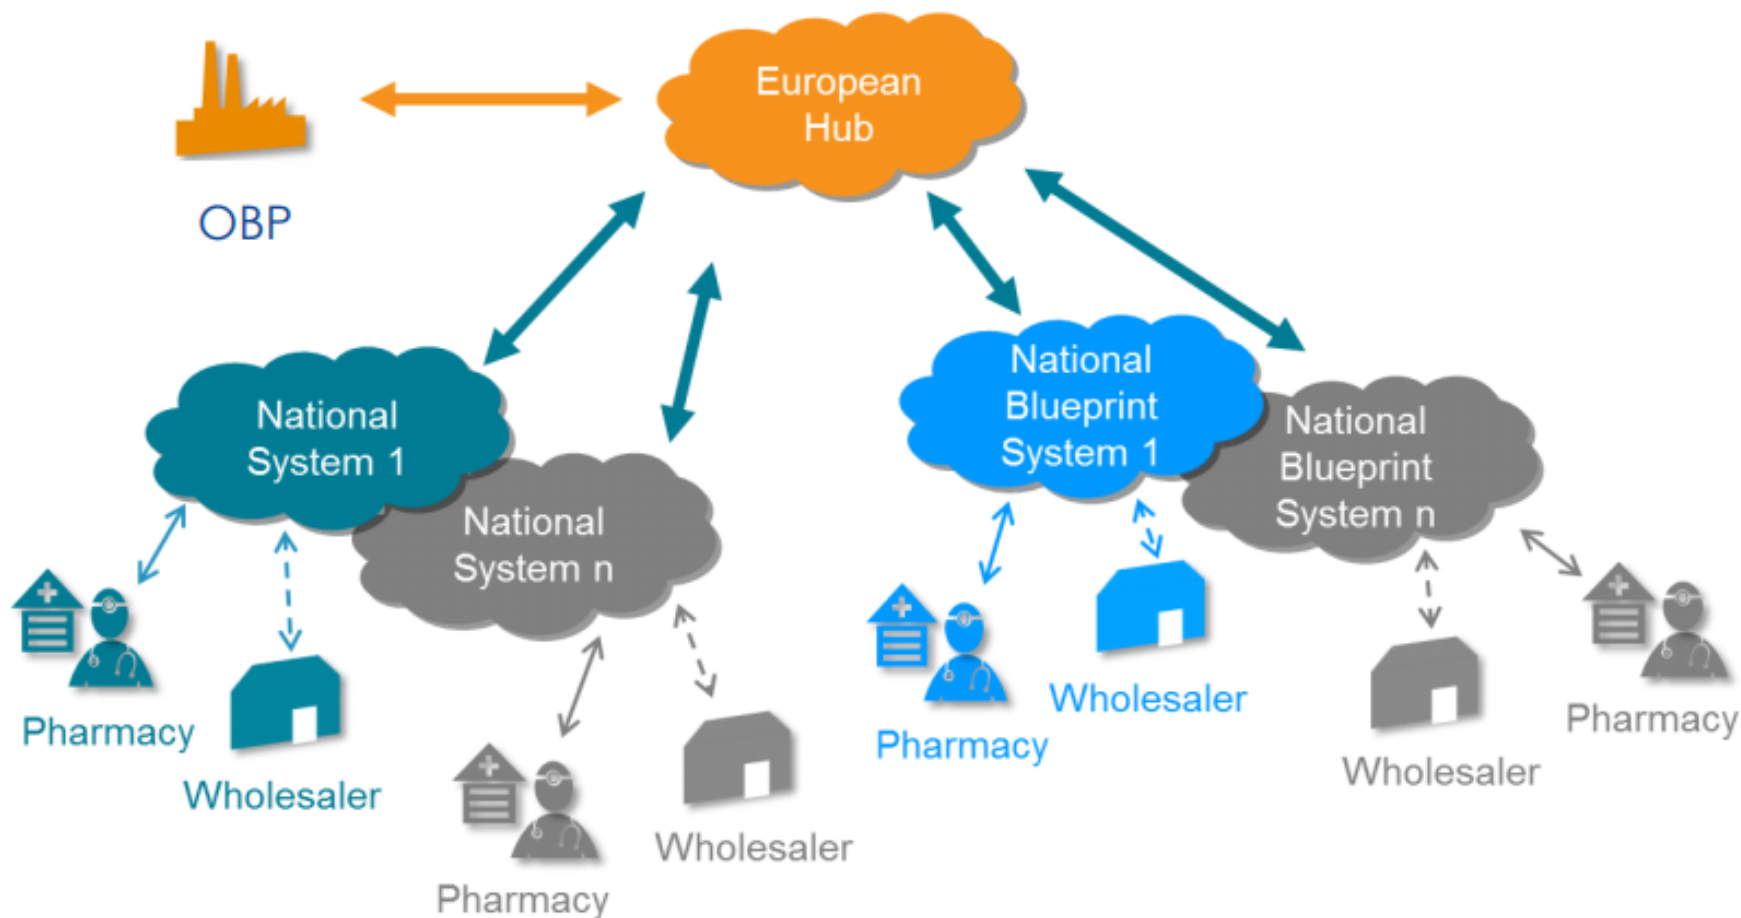 European
Hub
OBP
National
System 1
National
System n
National
Blueprint
System 1
National
Blueprint
System n
Pharmacy
Wholesaler
Pharmacy
Wholesaler
Pharmacy
Wholesaler
Wholesaler
Pharmacy